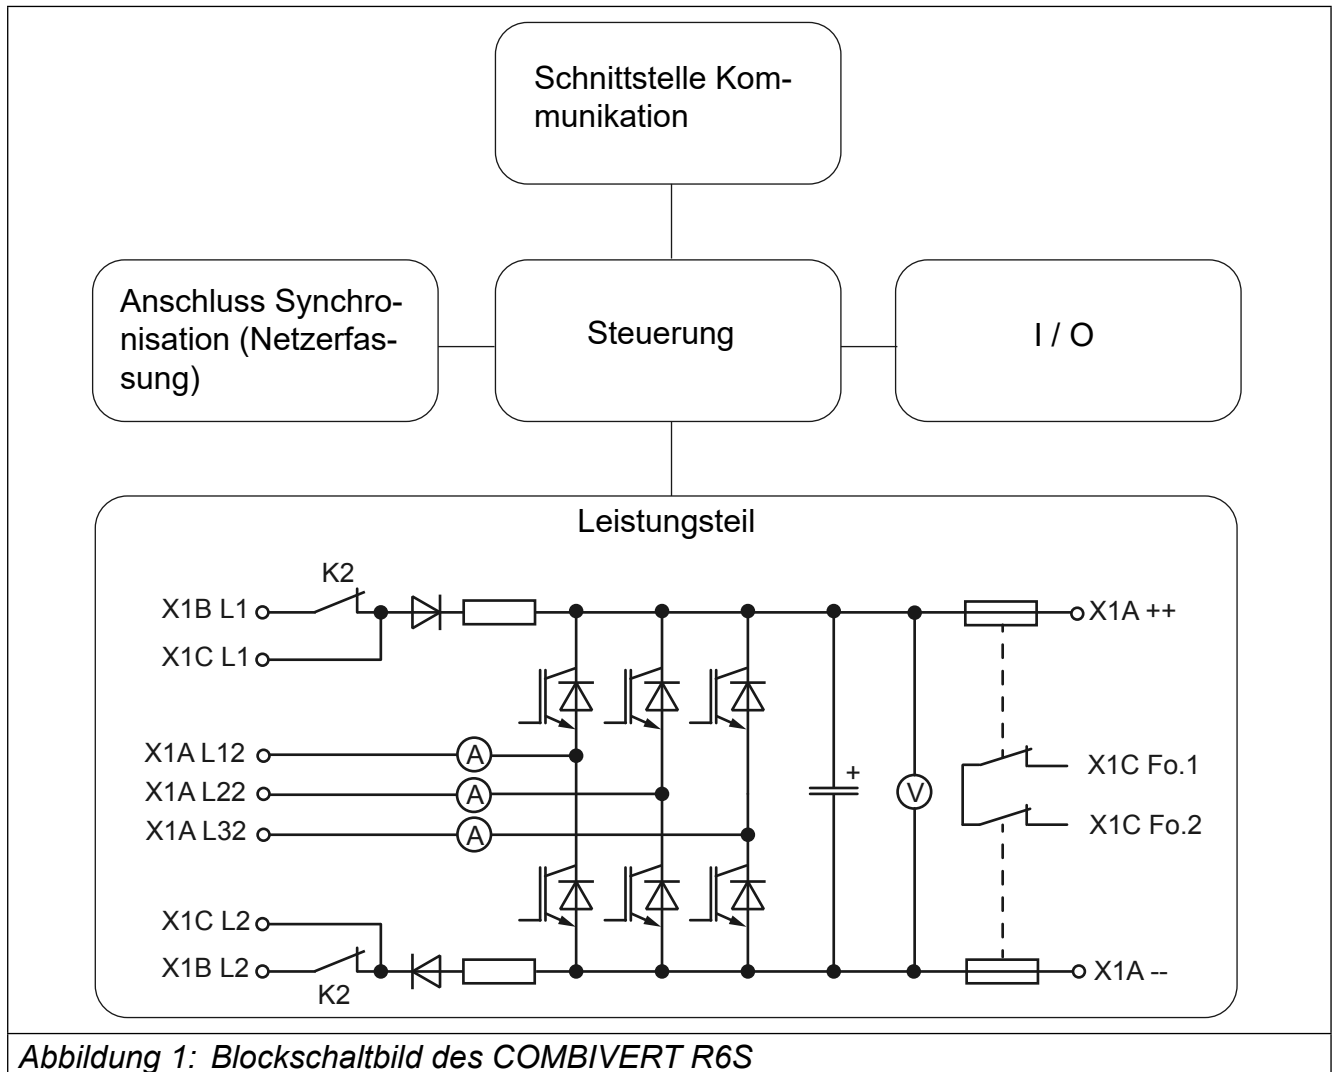 Schnittstelle Kom-
munikation
Anschluss Synchro-
nisation (Netzerfas-
sung)
Steuerung
I / O
Leistungsteil
K2
X1B L1
X1A ++
X1C L1
X1A L12
A
X1C Fo.1
X1A L22
A
+
V
X1A L32
A
X1C Fo.2
X1C L2
X1B L2
X1A --
K2
Abbildung 1: Blockschaltbild des COMBIVERT R6S